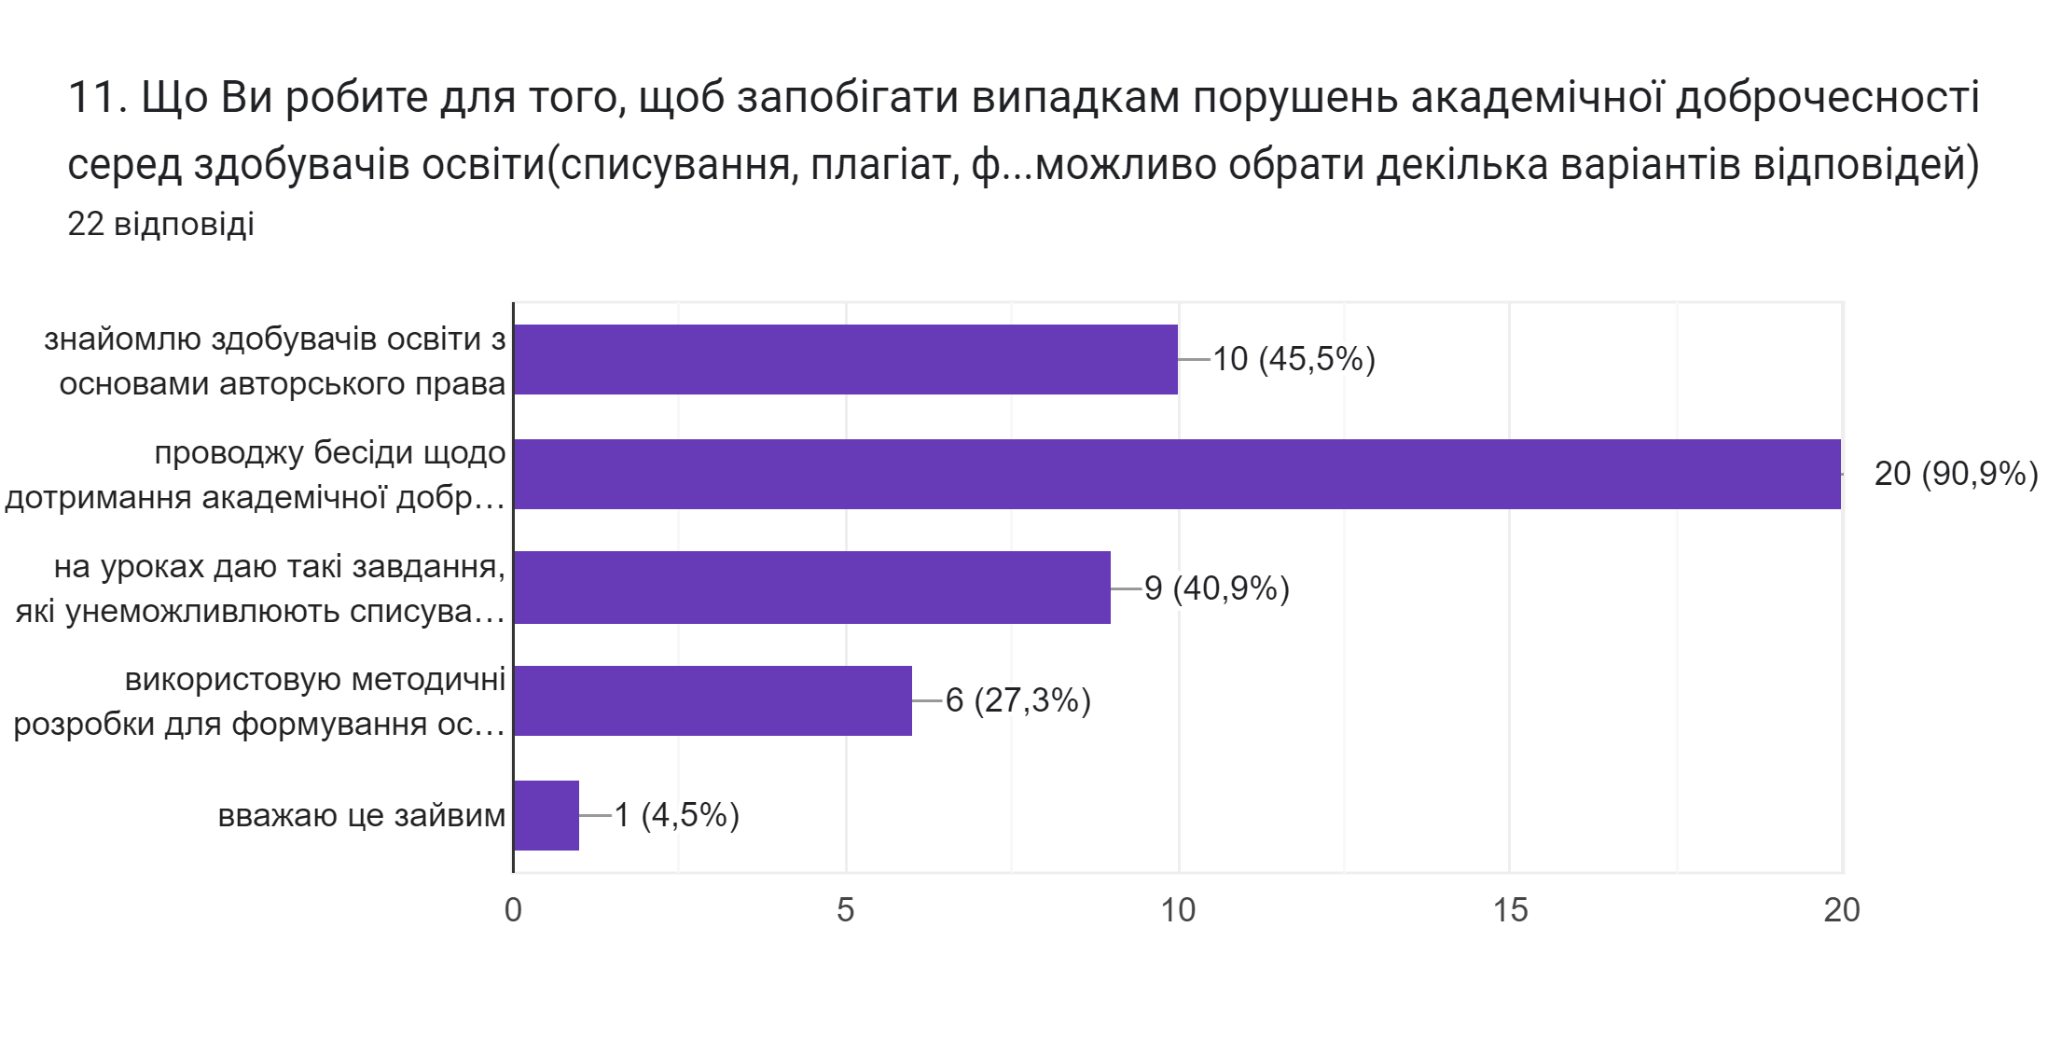 11. Що Ви робите для того, щоб запобігати випадкам порушень академічної доброчесності
серед здобувачів освіти(списування, плагіат, ф...можливо обрати декілька варіантів відповідей)
22 відповіді
знайомлю здобувачів освіти з
основами авторського права
10 (45,5%)
проводжу бесіди щодо
дотримання академічної добр…
20 (90,9%)
на уроках даю такі завдання,
які унеможливлюють списува…
9 (40,9%)
використовую методичні
розробки для формування ос…
6 (27,3%)
вважаю це зайвим
1 (4,5%)
0 5 10 15 20